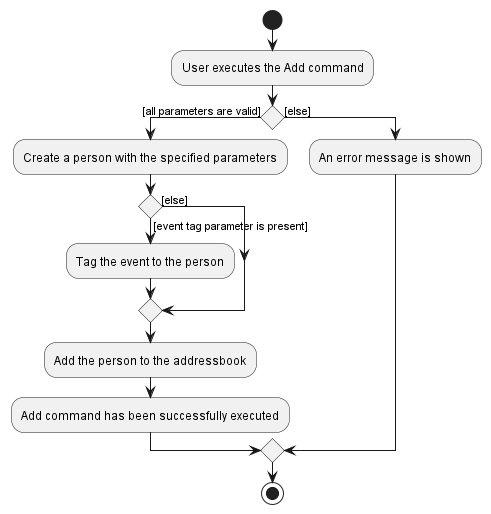 User executes the Add command
[all parameters are valid]
[else]
Create a person with the specified parameters
An error message is shown
[else]
[event tag parameter is present]
Tag the event to the person
Add the person to the addressbook
Add command has been successfully executed